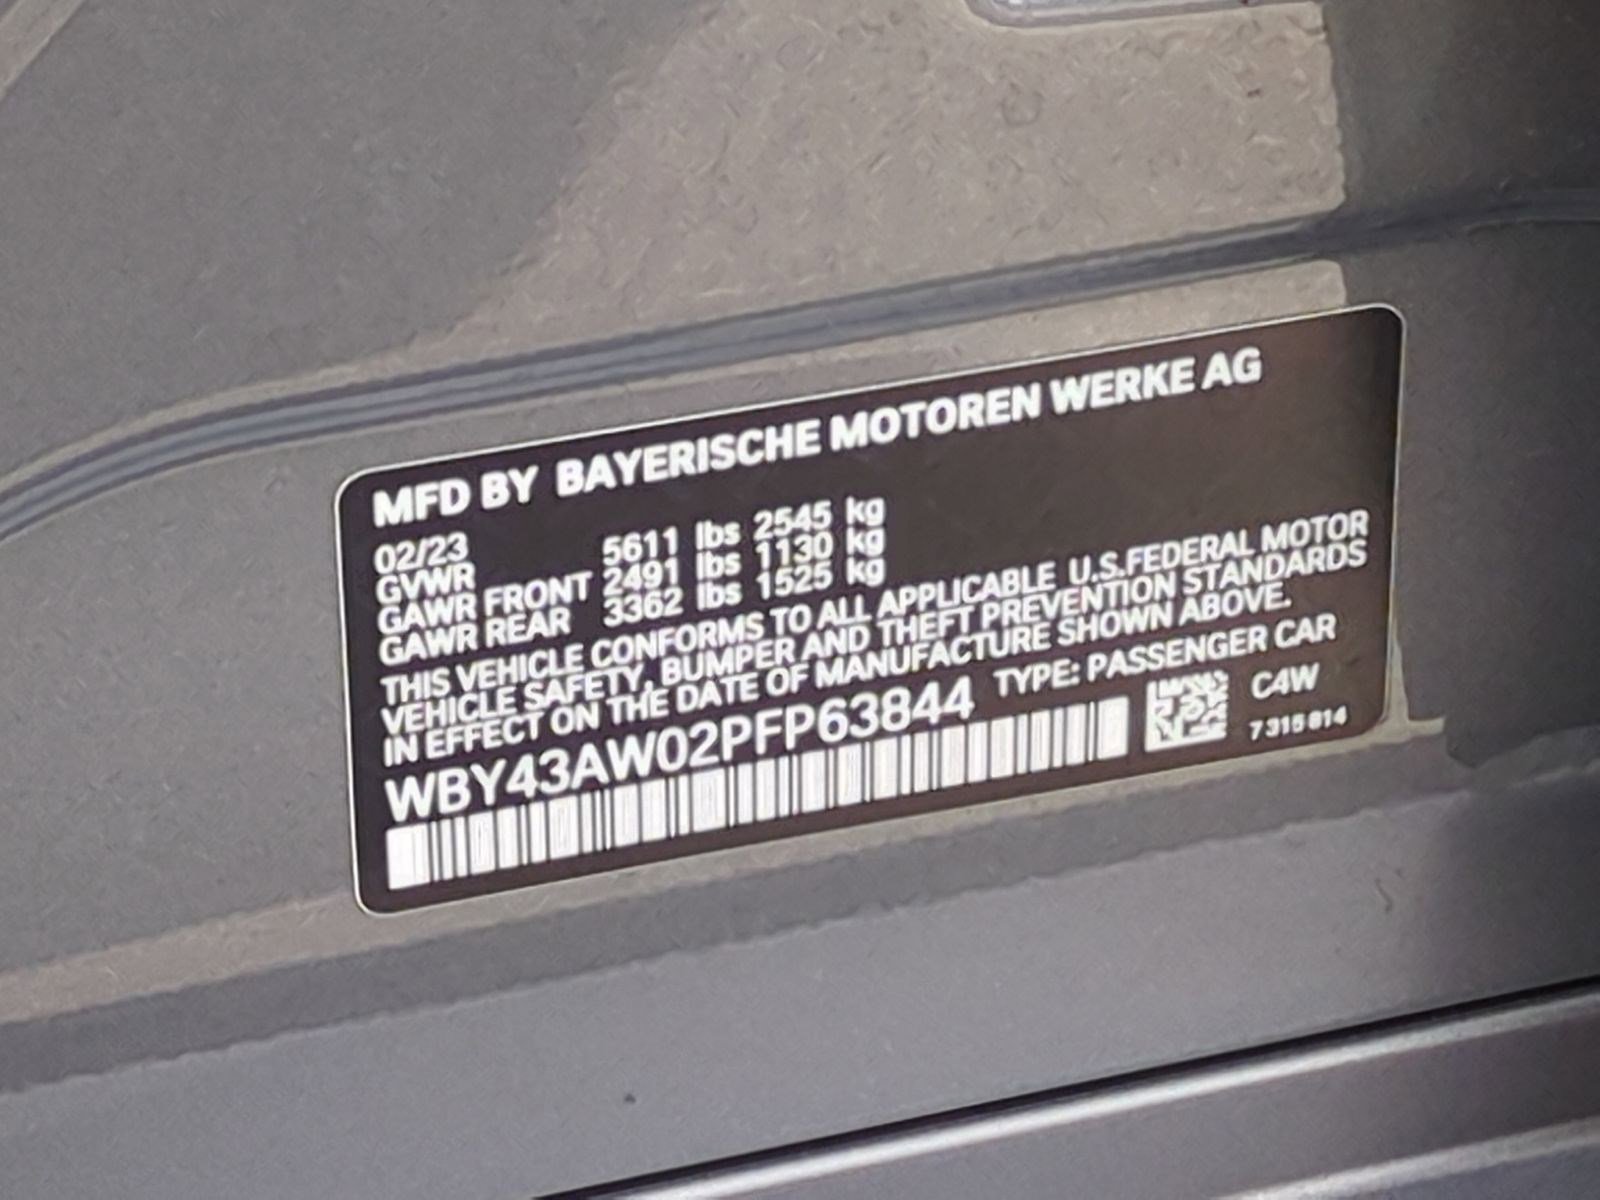 MFD BY BAYERISCHE MOTOREN WERKE AG
02/23
GVWR 5611 lbs 2545 kg
GAWR FRONT 2491 lbs 1130 kg
GAWR REAR 3362 lbs 1525 kg
THIS VEHICLE CONFORMS TO ALL APPLICABLE U.S.FEDERAL MOTOR
VEHICLE SAFETY, BUMPER AND THEFT PREVENTION STANDARDS
IN EFFECT ON THE DATE OF MANUFACTURE SHOWN ABOVE.
WBY43AW02PFP63844 TYPE: PASSENGER CAR
C4W
7 315 814